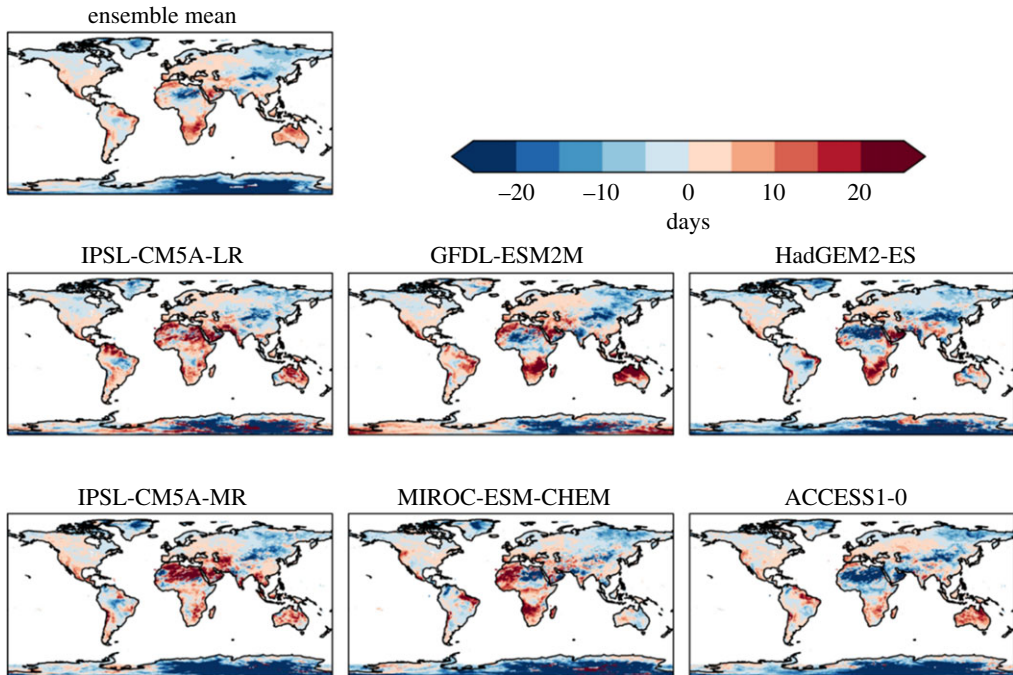 ensemble mean
–20 –10 0 10 20
days
IPSL-CM5A-LR GFDL-ESM2M HadGEM2-ES
IPSL-CM5A-MR MIROC-ESM-CHEM ACCESS1-0